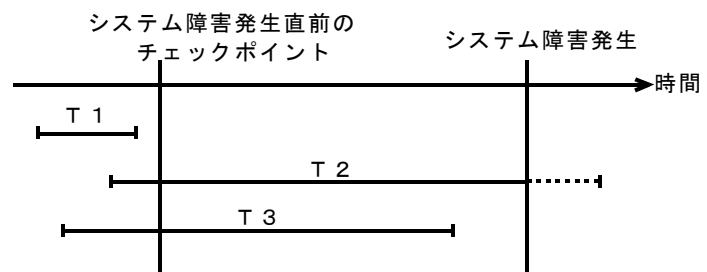 システム障害発生直前の
チェックポイント
システム障害発生
時間
Ｔ１
Ｔ２
Ｔ３